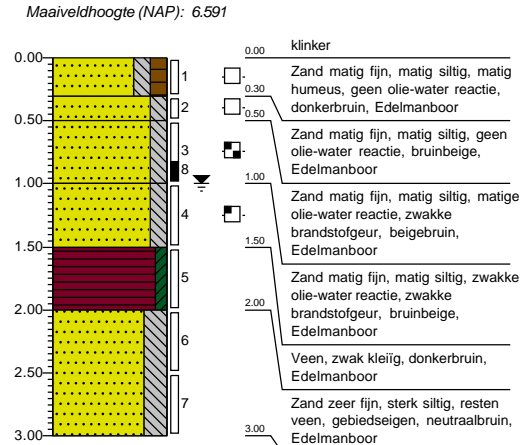 Maaiveldhoogte (NAP): 6.591
0.00
0.50
1.00
1.50
2.00
2.50
3.00
1
2
3
8
4
5
6
7
0.00
klinker
Zand matig fijn, matig siltig, matig
humeus, geen olie-water reactie,
donkerbruin, Edelmanboor
0.30
Zand matig fijn, matig siltig, geen
olie-water reactie, bruinbeige,
Edelmanboor
0.50
Zand matig fijn, matig siltig, matige
olie-water reactie, zwakke
brandstofgeur, beigebruin,
Edelmanboor
1.00
Zand matig fijn, matig siltig, zwakke
olie-water reactie, zwakke
brandstofgeur, bruinbeige,
Edelmanboor
1.50
Veen, zwak kleiïg, donkerbruin,
Edelmanboor
2.00
Zand zeer fijn, sterk siltig, resten
veen, gebiedseigen, neutraalbruin,
Edelmanboor
3.00